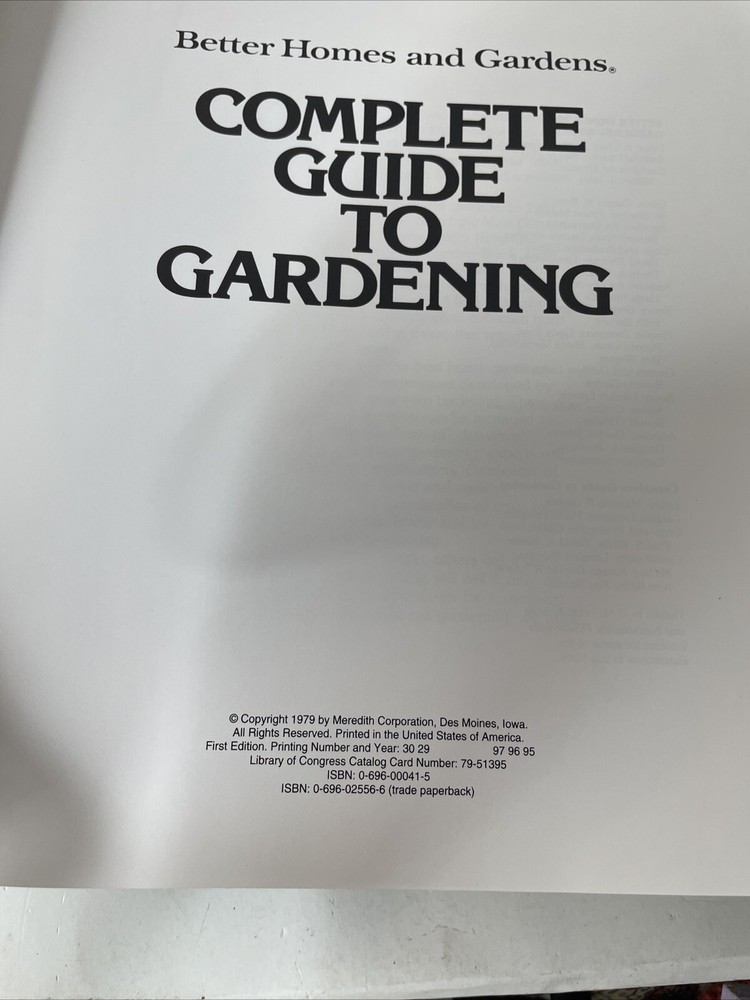 Better Homes and Gardens®
COMPLETE
GUIDE
TO
GARDENING
© Copyright 1979 by Meredith Corporation, Des Moines, Iowa.
All Rights Reserved. Printed in the United States of America.
First Edition. Printing Number and Year: 30 29 97 96 95
Library of Congress Catalog Card Number: 79-51395
ISBN: 0-696-00041-5
ISBN: 0-696-02556-6 (trade paperback)